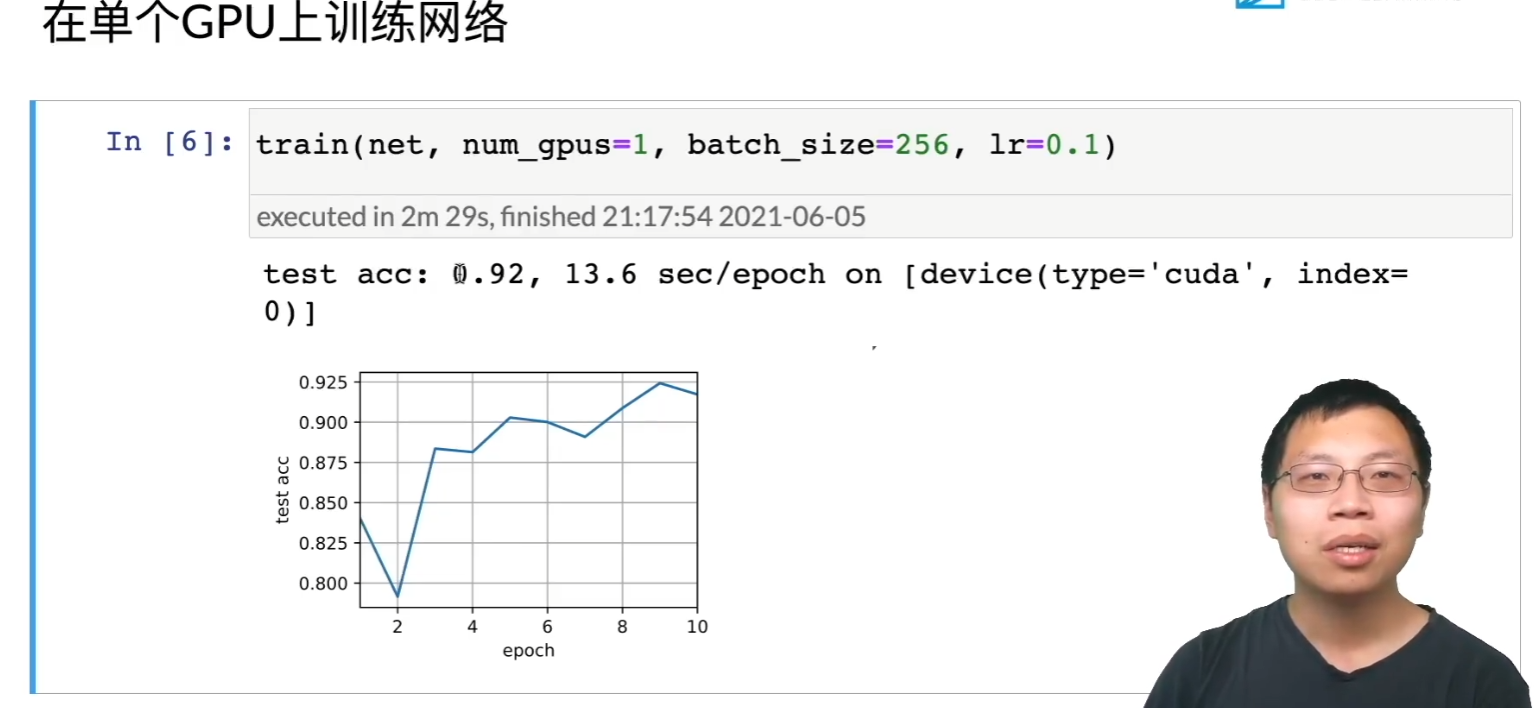 在单个GPU上训练网络
In [6]: train(net, num_gpus=1, batch_size=256, lr=0.1)
executed in 2m 29s, finished 21:17:54 2021-06-05
test acc: 0.92, 13.6 sec/epoch on [device(type='cuda', index=
0)]
0.925
0.900
0.875
0.850
0.825
0.800
test acc
2 4 6 8 10
epoch